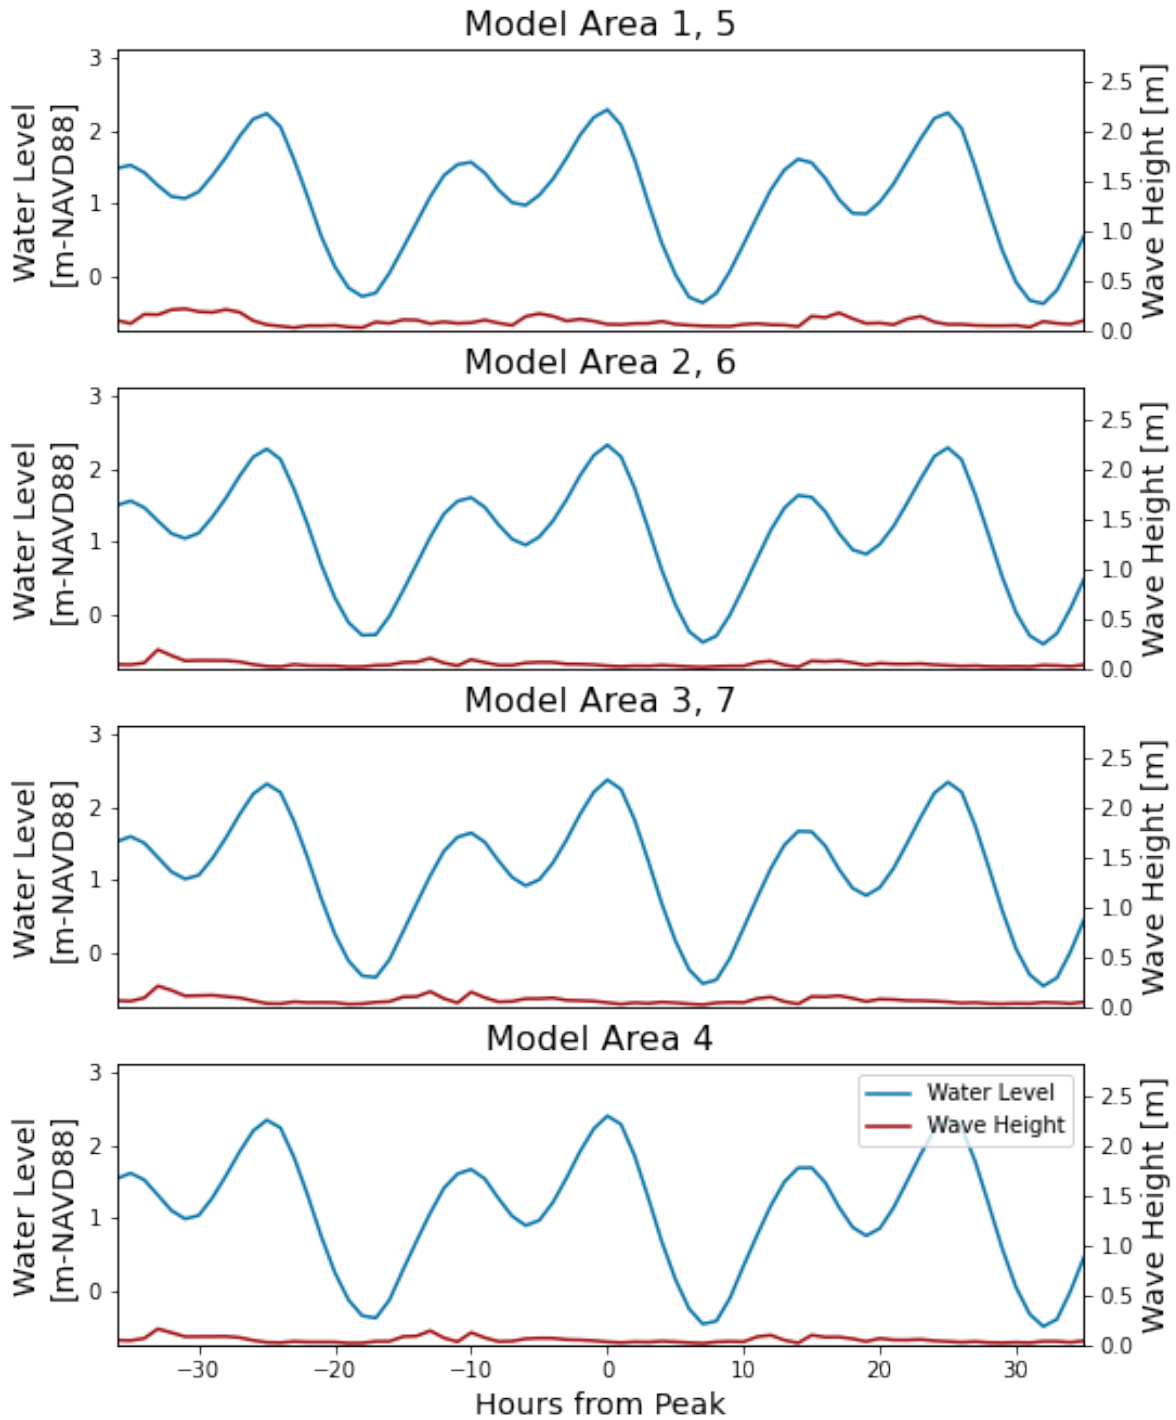 Model Area 1, 5
Water Level
[m-NAVD88]
3
2
1
0
2.5
2.0
1.5
1.0
0.5
0.0
Wave Height [m]
Model Area 2, 6
Water Level
[m-NAVD88]
3
2
1
0
2.5
2.0
1.5
1.0
0.5
0.0
Wave Height [m]
Model Area 3, 7
Water Level
[m-NAVD88]
3
2
1
0
2.5
2.0
1.5
1.0
0.5
0.0
Wave Height [m]
Model Area 4
Water Level
[m-NAVD88]
3
2
1
0
Water Level
Wave Height
2.5
2.0
1.5
1.0
0.5
0.0
Wave Height [m]
−30 −20 −10 0 10 20 30
Hours from Peak